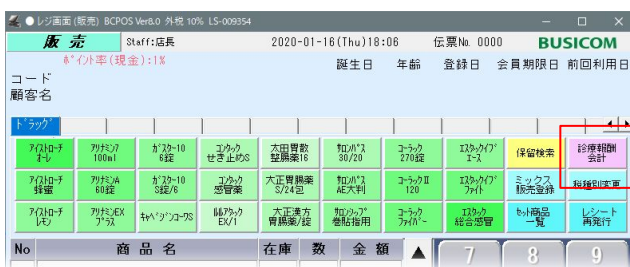 レジ画面 (販売) BCPOS Ver8.0 外税 10% LS-009354
販売 Staff:店長 2020-01-16(Thu)18:06 伝票No. 0000 BUSICOM
ﾎﾟｲﾝﾄ率(現金):1% 誕生日 年齢 登録日 会員期限日 前回利用日
コード
顧客名
ﾄﾞﾗｯｸﾞ
ｱｲｽﾄﾛｰﾁ ｵｰﾚ ｱﾘﾅﾐﾝ7 100ml ｶﾞｽﾀｰ10 6錠 ｺﾝﾀｯｸ せき止めS 太田胃散 整腸薬16 ｻﾛﾝﾊﾟｽ 30/20 ｺｰﾗｯｸ 270錠 ｴｽﾀｯｸｲﾌﾞ ｴｰｽ 保留検索 診療報酬 会計
ｱｲｽﾄﾛｰﾁ 蜂蜜 ｱﾘﾅﾐﾝA 60錠 ｶﾞｽﾀｰ10 S錠/6 ｺﾝﾀｯｸ 感冒薬 大正胃腸薬 S/24包 ｻﾛﾝﾊﾟｽ AE大判 ｺｰﾗｯｸⅡ 120 ｴｽﾀｯｸｲﾌﾞ ﾌｧｲﾄ ミックス 販売登録 税種別変更
ｱｲｽﾄﾛｰﾁ ﾚﾓﾝ ｱﾘﾅﾐﾝEX ﾌﾟﾗｽ ｷｬﾍﾞｼﾞﾝｺｰﾜS ﾙﾙｱﾀｯｸ EX/1 大正漢方 胃腸薬/錠 ｻﾛﾝｼｯﾌﾟ 巻貼指用 ｺｰﾗｯｸ ﾌｧｲﾊﾞｰ ｴｽﾀｯｸ 総合感冒 ｾｯﾄ商品 一覧 レシート 再発行
No 商品名 在庫 数 金額 ▲ 7 8 9